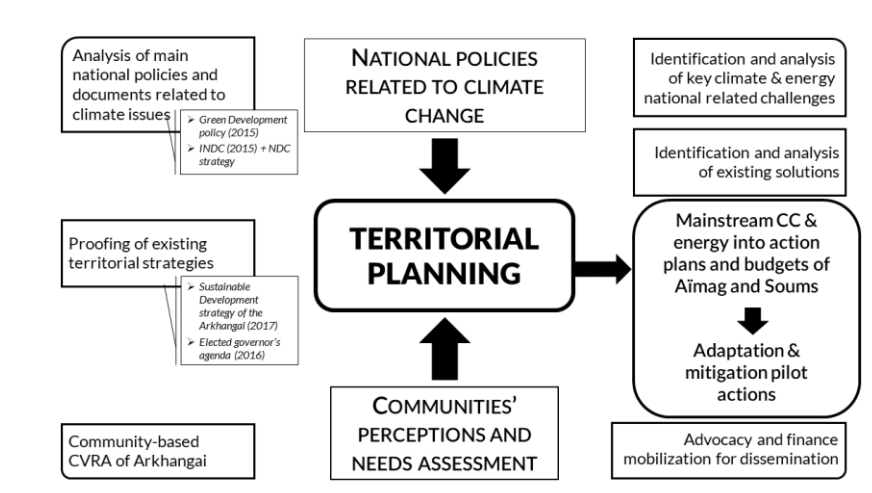 Analysis of main
national policies and
documents related to
climate issues
➢ Green Development
policy (2015)
➢ INDC (2015) + NDC
strategy
Proofing of existing
territorial strategies
➢ Sustainable
Development
strategy of the
Arkhangai (2017)
➢ Elected governor's
agenda (2016)
Community-based
CVRA of Arkhangai
NATIONAL POLICIES
RELATED TO CLIMATE
CHANGE
TERRITORIAL
PLANNING
COMMUNITIES'
PERCEPTIONS AND
NEEDS ASSESSMENT
Identification and analysis
of key climate & energy
national related challenges
Identification and analysis
of existing solutions
Mainstream CC &
energy into action
plans and budgets of
Aïmag and Soums
Adaptation &
mitigation pilot
actions
Advocacy and finance
mobilization for dissemination